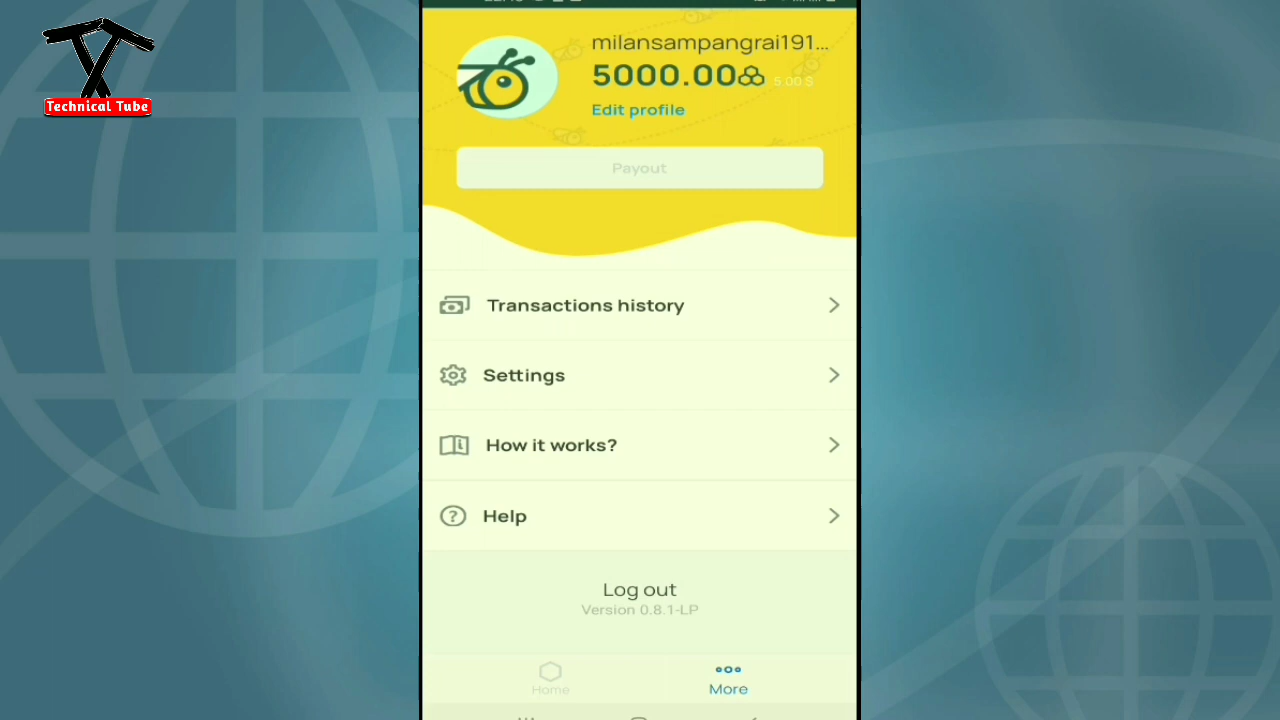 Technical Tube
milansampangrai191...
5000.00 5.00 $
Edit profile
Payout
Transactions history
Settings
How it works?
Help
Log out
Version 0.8.1-LP
Home
More